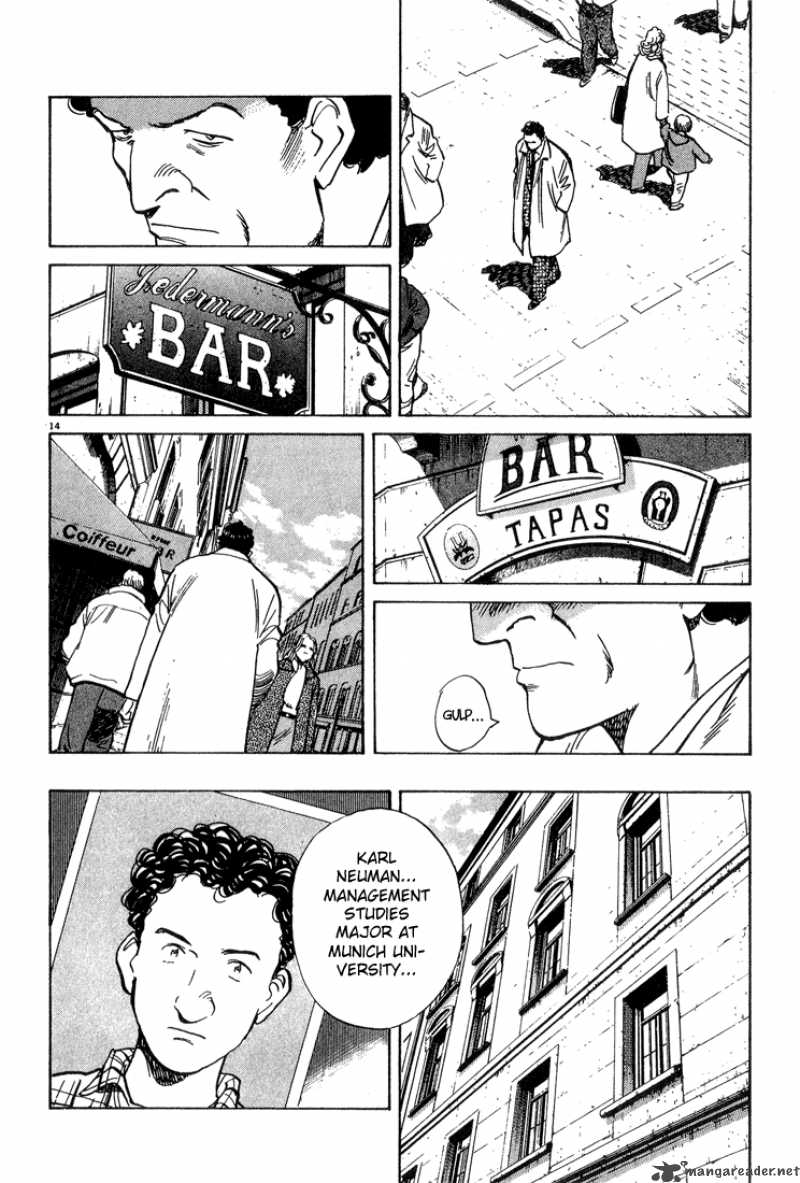 Jedermann's
BAR
14
BAR
TAPAS
Coiffeur
GULP...
KARL
NEUMAN...
MANAGEMENT
STUDIES
MAJOR AT
MUNICH UNI-
VERSITY...
mangareader.net